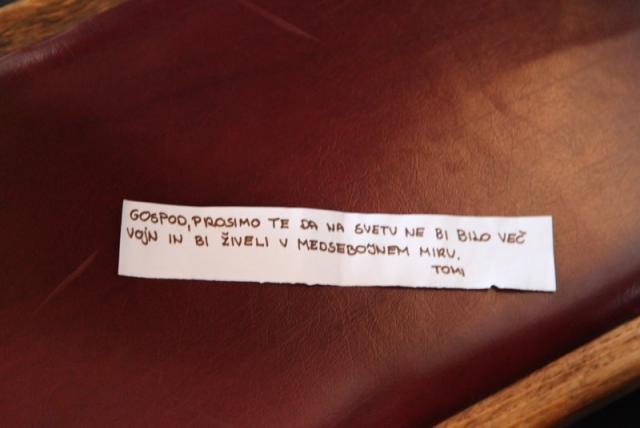 GOSPOD, PROSIMO TE DA NA SVETU NE BI BILO VEČ
VOJN IN BI ŽIVELI V MEDSEBOJNEM MIRU.
TOMI